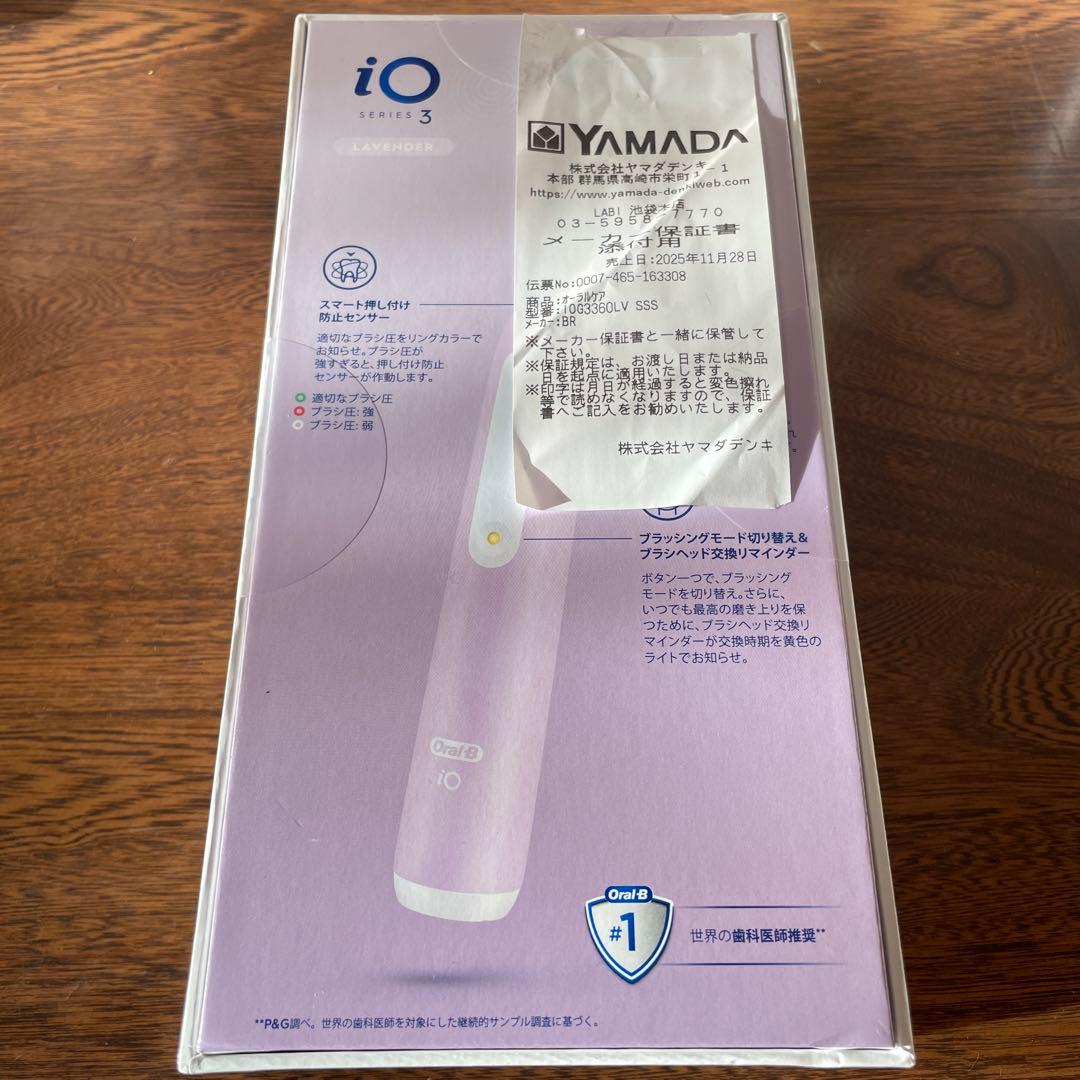 iO
SERIES 3
LAVENDER
スマート押し付け
防止センサー
適切なブラシ圧をリングカラーで
お知らせ。ブラシ圧が
強すぎると、押し付け防止
センサーが作動します。
適切なブラシ圧
ブラシ圧: 強
ブラシ圧: 弱
YAMADA
株式会社ヤマダデンキ
本部 群馬県高崎市栄町1-1
https://www.yamada-denkiweb.com
LABI 池袋本店
03-5958-7770
メーカー保証書
添付用
売上日:2025年11月28日
伝票No:0007-465-163308
商品:オーラルケア
型番:IOG3360LV SSS
メーカー:BR
※メーカー保証書と一緒に保管して
下さい。
※保証規定は、お渡し日または納品
日を起点に適用いたします。
※印字は月日が経過すると変色擦れ
等で読めなくなりますので、保証
書へご記入をお勧めいたします。
株式会社ヤマダデンキ
ブラッシングモード切り替え&
ブラシヘッド交換リマインダー
ボタン一つで、ブラッシング
モードを切り替え。さらに、
いつでも最高の磨き上りを保
つために、ブラシヘッド交換リ
マインダーが交換時期を黄色の
ライトでお知らせ。
Oral-B
iO
Oral-B
#1
世界の歯科医師推奨**
**P&G調べ。世界の歯科医師を対象にした継続的サンプル調査に基づく。